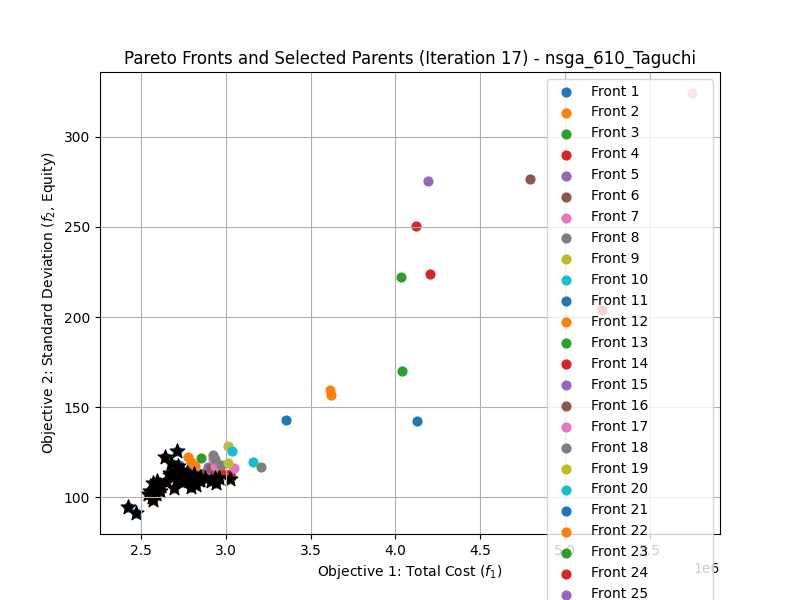 Pareto Fronts and Selected Parents (Iteration 17) - nsga_610_Taguchi
Objective 2: Standard Deviation (f₂, Equity)
300
250
200
150
100
2.5
3.0
3.5
4.0
4.5
5.0
5.5
1e6
Objective 1: Total Cost (f₁)
Front 1
Front 2
Front 3
Front 4
Front 5
Front 6
Front 7
Front 8
Front 9
Front 10
Front 11
Front 12
Front 13
Front 14
Front 15
Front 16
Front 17
Front 18
Front 19
Front 20
Front 21
Front 22
Front 23
Front 24
Front 25